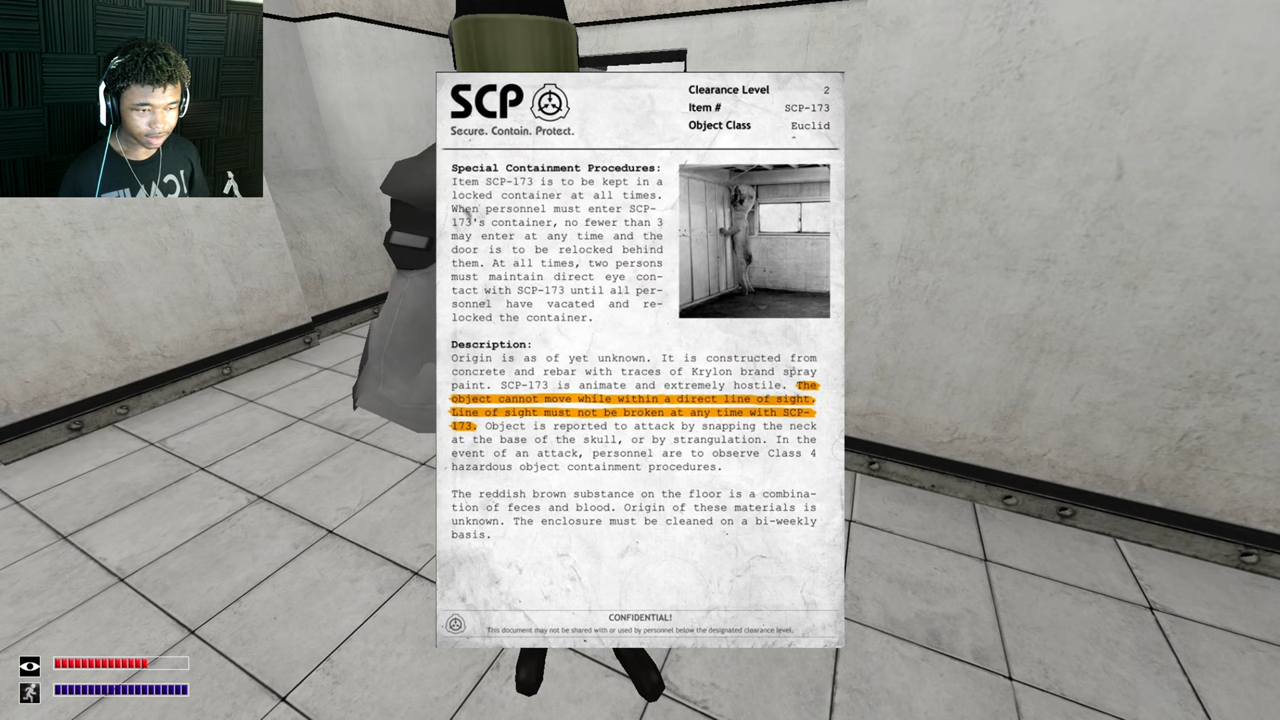 SCP
Secure. Contain. Protect.
Clearance Level 2
Item # SCP-173
Object Class Euclid
Special Containment Procedures:
Item SCP-173 is to be kept in a
locked container at all times.
When personnel must enter SCP-
173's container, no fewer than 3
may enter at any time and the
door is to be relocked behind
them. At all times, two persons
must maintain direct eye con-
tact with SCP-173 until all per-
sonnel have vacated and re-
locked the container.
Description:
Origin is as of yet unknown. It is constructed from
concrete and rebar with traces of Krylon brand spray
paint. SCP-173 is animate and extremely hostile. The
object cannot move while within a direct line of sight.
Line of sight must not be broken at any time with SCP-
173. Object is reported to attack by snapping the neck
at the base of the skull, or by strangulation. In the
event of an attack, personnel are to observe Class 4
hazardous object containment procedures.
The reddish brown substance on the floor is a combina-
tion of feces and blood. Origin of these materials is
unknown. The enclosure must be cleaned on a bi-weekly
basis.
CONFIDENTIAL!
This document may not be shared with or used by personnel below the designated clearance level.